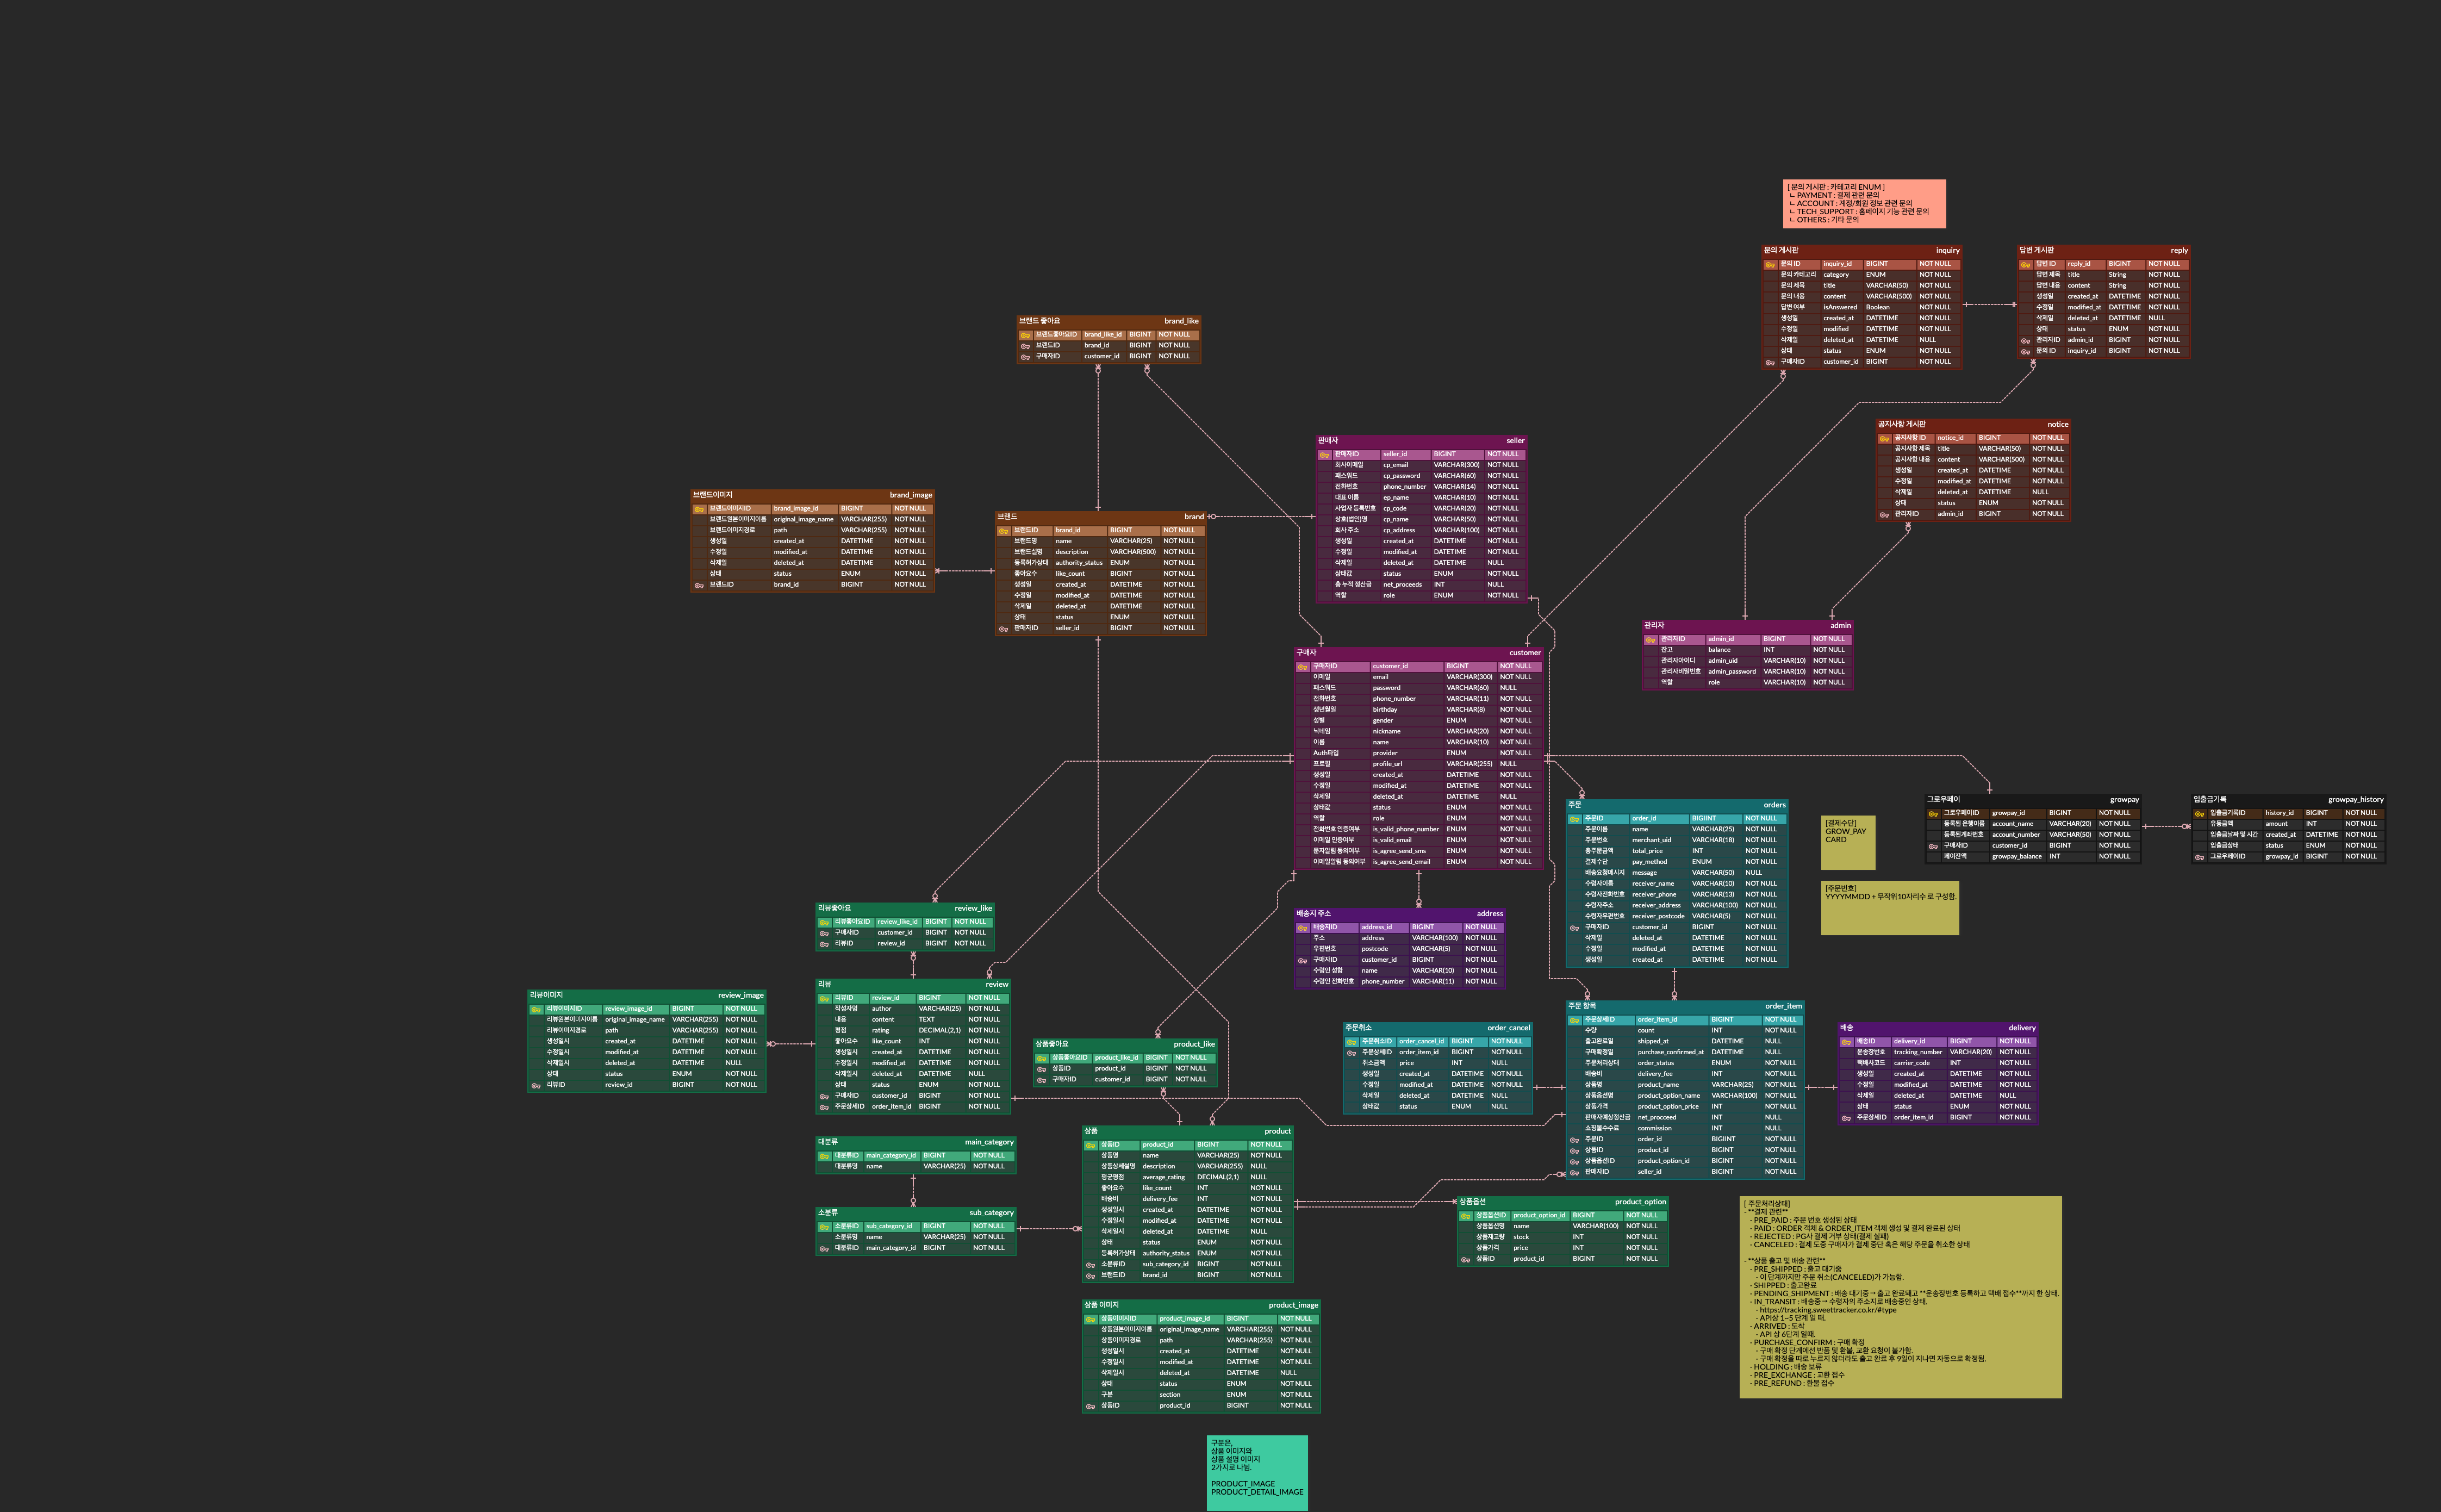 [ 문의 게시판 : 카테고리 ENUM ]
ㄴ PAYMENT : 결제 관련 문의
ㄴ ACCOUNT : 계정/회원 정보 관련 문의
ㄴ TECH_SUPPORT : 홈페이지 기능 관련 문의
ㄴ OTHERS : 기타 문의
문의 게시판 inquiry
문의 ID inquiry_id BIGINT NOT NULL
문의 카테고리 category ENUM NOT NULL
문의 제목 title VARCHAR(50) NOT NULL
문의 내용 content VARCHAR(500) NOT NULL
답변 여부 isAnswered Boolean NOT NULL
생성일 created_at DATETIME NOT NULL
수정일 modified DATETIME NOT NULL
삭제일 deleted_at DATETIME NULL
상태 status ENUM NOT NULL
구매자ID customer_id BIGINT NOT NULL
답변 게시판 reply
답변 ID reply_id BIGINT NOT NULL
답변 제목 title String NOT NULL
답변 내용 content String NOT NULL
생성일 created_at DATETIME NOT NULL
수정일 modified_at DATETIME NOT NULL
삭제일 deleted_at DATETIME NULL
상태 status ENUM NOT NULL
관리자ID admin_id BIGINT NOT NULL
문의 ID inquiry_id BIGINT NOT NULL
브랜드 좋아요 brand_like
브랜드좋아요ID brand_like_id BIGINT NOT NULL
브랜드ID brand_id BIGINT NOT NULL
구매자ID customer_id BIGINT NOT NULL
공지사항 게시판 notice
공지사항 ID notice_id BIGINT NOT NULL
공지사항 제목 title VARCHAR(50) NOT NULL
공지사항 내용 content VARCHAR(500) NOT NULL
생성일 created_at DATETIME NOT NULL
수정일 modified_at DATETIME NOT NULL
삭제일 deleted_at DATETIME NULL
상태 status ENUM NOT NULL
관리자ID admin_id BIGINT NOT NULL
판매자 seller
판매자ID seller_id BIGINT NOT NULL
회사이메일 cp_email VARCHAR(300) NOT NULL
패스워드 cp_password VARCHAR(60) NOT NULL
전화번호 phone_number VARCHAR(14) NOT NULL
대표 이름 ep_name VARCHAR(10) NOT NULL
사업자 등록번호 cp_code VARCHAR(20) NOT NULL
상호(법인)명 cp_name VARCHAR(50) NOT NULL
회사 주소 cp_address VARCHAR(100) NOT NULL
생성일 created_at DATETIME NOT NULL
수정일 modified_at DATETIME NOT NULL
삭제일 deleted_at DATETIME NULL
상태값 status ENUM NOT NULL
총 누적 정산금 net_proceeds INT NULL
역할 role ENUM NOT NULL
브랜드이미지 brand_image
브랜드이미지ID brand_image_id BIGINT NOT NULL
브랜드원본이미지이름 original_image_name VARCHAR(255) NOT NULL
브랜드이미지경로 path VARCHAR(255) NOT NULL
생성일 created_at DATETIME NOT NULL
수정일 modified_at DATETIME NOT NULL
삭제일 deleted_at DATETIME NOT NULL
상태 status ENUM NOT NULL
브랜드ID brand_id BIGINT NOT NULL
브랜드 brand
브랜드ID brand_id BIGINT NOT NULL
브랜드명 name VARCHAR(25) NOT NULL
브랜드설명 description VARCHAR(500) NOT NULL
등록허가상태 authority_status ENUM NOT NULL
좋아요수 like_count BIGINT NOT NULL
생성일 created_at DATETIME NOT NULL
수정일 modified_at DATETIME NOT NULL
삭제일 deleted_at DATETIME NOT NULL
상태 status ENUM NOT NULL
판매자ID seller_id BIGINT NOT NULL
관리자 admin
관리자ID admin_id BIGINT NOT NULL
잔고 balance INT NOT NULL
관리자아이디 admin_uid VARCHAR(10) NOT NULL
관리자비밀번호 admin_password VARCHAR(10) NOT NULL
역할 role VARCHAR(10) NOT NULL
구매자 customer
구매자ID customer_id BIGINT NOT NULL
이메일 email VARCHAR(300) NOT NULL
패스워드 password VARCHAR(60) NULL
전화번호 phone_number VARCHAR(11) NOT NULL
생년월일 birthday VARCHAR(8) NOT NULL
성별 gender ENUM NOT NULL
닉네임 nickname VARCHAR(20) NOT NULL
이름 name VARCHAR(10) NOT NULL
Auth타입 provider ENUM NOT NULL
프로필 profile_url VARCHAR(255) NULL
생성일 created_at DATETIME NOT NULL
수정일 modified_at DATETIME NOT NULL
삭제일 deleted_at DATETIME NULL
상태값 status ENUM NOT NULL
역할 role ENUM NOT NULL
전화번호 인증여부 is_valid_phone_number ENUM NOT NULL
이메일 인증여부 is_valid_email ENUM NOT NULL
문자알림 동의여부 is_agree_send_sms ENUM NOT NULL
이메일알림 동의여부 is_agree_send_email ENUM NOT NULL
주문 orders
주문ID order_id BIGIINT NOT NULL
주문이름 name VARCHAR(25) NOT NULL
주문번호 merchant_uid VARCHAR(18) NOT NULL
총주문금액 total_price INT NOT NULL
결제수단 pay_method ENUM NOT NULL
배송요청메시지 message VARCHAR(50) NULL
수령자이름 receiver_name VARCHAR(10) NOT NULL
수령자전화번호 receiver_phone VARCHAR(13) NOT NULL
수령자주소 receiver_address VARCHAR(100) NOT NULL
수령자우편번호 receiver_postcode VARCHAR(5) NOT NULL
구매자ID customer_id BIGINT NOT NULL
삭제일 deleted_at DATETIME NOT NULL
수정일 modified_at DATETIME NOT NULL
생성일 created_at DATETIME NOT NULL
[결제수단]
GROW_PAY
CARD
그로우페이 growpay
그로우페이ID growpay_id BIGINT NOT NULL
등록된 은행이름 account_name VARCHAR(20) NOT NULL
등록된계좌번호 account_number VARCHAR(50) NOT NULL
구매자ID customer_id BIGINT NOT NULL
페이잔액 growpay_balance INT NOT NULL
입출금기록 growpay_history
입출금기록ID history_id BIGINT NOT NULL
유동금액 amount INT NOT NULL
입출금날짜 및 시간 created_at DATETIME NOT NULL
입출금상태 status ENUM NOT NULL
그로우페이ID growpay_id BIGINT NOT NULL
[주문번호]
YYYYMMDD + 무작위10자리수 로 구성함.
리뷰좋아요 review_like
리뷰좋아요ID review_like_id BIGINT NOT NULL
구매자ID customer_id BIGINT NOT NULL
리뷰ID review_id BIGINT NOT NULL
배송지 주소 address
배송지ID address_id BIGINT NOT NULL
주소 address VARCHAR(100) NOT NULL
우편번호 postcode VARCHAR(5) NOT NULL
구매자ID customer_id BIGINT NOT NULL
수령인 성함 name VARCHAR(10) NOT NULL
수령인 전화번호 phone_number VARCHAR(11) NOT NULL
리뷰이미지 review_image
리뷰이미지ID review_image_id BIGINT NOT NULL
리뷰원본이미지이름 original_image_name VARCHAR(255) NOT NULL
리뷰이미지경로 path VARCHAR(255) NOT NULL
생성일시 created_at DATETIME NOT NULL
수정일시 modified_at DATETIME NOT NULL
삭제일시 deleted_at DATETIME NULL
상태 status ENUM NOT NULL
리뷰ID review_id BIGINT NOT NULL
리뷰 review
리뷰ID review_id BIGINT NOT NULL
작성자명 author VARCHAR(25) NOT NULL
내용 content TEXT NOT NULL
평점 rating DECIMAL(2,1) NOT NULL
좋아요수 like_count INT NOT NULL
생성일시 created_at DATETIME NOT NULL
수정일시 modified_at DATETIME NOT NULL
삭제일시 deleted_at DATETIME NULL
상태 status ENUM NOT NULL
구매자ID customer_id BIGINT NOT NULL
주문상세ID order_item_id BIGINT NOT NULL
상품좋아요 product_like
상품좋아요ID product_like_id BIGINT NOT NULL
상품ID product_id BIGINT NOT NULL
구매자ID customer_id BIGINT NOT NULL
주문취소 order_cancel
주문취소ID order_cancel_id BIGINT NOT NULL
주문상세ID order_item_id BIGINT NOT NULL
취소금액 price INT NULL
생성일 created_at DATETIME NOT NULL
수정일 modified_at DATETIME NOT NULL
삭제일 deleted_at DATETIME NULL
상태값 status ENUM NULL
주문 항목 order_item
주문상세ID order_item_id BIGINT NOT NULL
수량 count INT NOT NULL
출고완료일 shipped_at DATETIME NULL
구매확정일 purchase_confirmed_at DATETIME NULL
주문처리상태 order_status ENUM NOT NULL
배송비 delivery_fee INT NOT NULL
상품명 product_name VARCHAR(25) NOT NULL
상품옵션명 product_option_name VARCHAR(100) NOT NULL
상품가격 product_option_price INT NOT NULL
판매자예상정산금 net_procceed INT NULL
쇼핑몰수수료 commission INT NULL
주문ID order_id BIGIINT NOT NULL
상품ID product_id BIGINT NOT NULL
상품옵션ID product_option_id BIGINT NOT NULL
판매자ID seller_id BIGINT NOT NULL
배송 delivery
배송ID delivery_id BIGINT NOT NULL
운송장번호 tracking_number VARCHAR(20) NOT NULL
택배사코드 carrier_code INT NOT NULL
생성일 created_at DATETIME NOT NULL
수정일 modified_at DATETIME NOT NULL
삭제일 deleted_at DATETIME NULL
상태 status ENUM NOT NULL
주문상세ID order_item_id BIGINT NOT NULL
대분류 main_category
대분류ID main_category_id BIGINT NOT NULL
대분류명 name VARCHAR(25) NOT NULL
소분류 sub_category
소분류ID sub_category_id BIGINT NOT NULL
소분류명 name VARCHAR(25) NOT NULL
대분류ID main_category_id BIGINT NOT NULL
상품 product
상품ID product_id BIGINT NOT NULL
상품명 name VARCHAR(25) NOT NULL
상품상세설명 description VARCHAR(255) NULL
평균평점 average_rating DECIMAL(2,1) NULL
좋아요수 like_count INT NOT NULL
배송비 delivery_fee INT NOT NULL
생성일시 created_at DATETIME NOT NULL
수정일시 modified_at DATETIME NOT NULL
삭제일시 deleted_at DATETIME NULL
상태 status ENUM NOT NULL
등록허가상태 authority_status ENUM NOT NULL
소분류ID sub_category_id BIGINT NOT NULL
브랜드ID brand_id BIGINT NOT NULL
상품옵션 product_option
상품옵션ID product_option_id BIGINT NOT NULL
상품옵션명 name VARCHAR(100) NOT NULL
상품재고량 stock INT NOT NULL
상품가격 price INT NOT NULL
상품ID product_id BIGINT NOT NULL
[ 주문처리상태]
- **결제 관련**
- PRE_PAID : 주문 번호 생성된 상태
- PAID : ORDER 객체 & ORDER_ITEM 객체 생성 및 결제 완료된 상태
- REJECTED : PG사 결제 거부 상태(결제 실패)
- CANCELED : 결제 도중 구매자가 결제 중단 혹은 해당 주문을 취소한 상태
- **상품 출고 및 배송 관련**
- PRE_SHIPPED : 출고 대기중
- 이 단계까지만 주문 취소(CANCELED)가 가능함.
- SHIPPED : 출고완료
- PENDING_SHIPMENT : 배송 대기중 → 출고 완료돼고 **운송장번호 등록하고 택배 접수**까지 한 상태.
- IN_TRANSIT : 배송중 → 수령자의 주소지로 배송중인 상태.
- https://tracking.sweettracker.co.kr/#type
- API상 1~5 단계 일 때.
- ARRIVED : 도착
- API 상 6단계 일때.
- PURCHASE_CONFIRM : 구매 확정
- 구매 확정 단계에선 반품 및 환불, 교환 요청이 불가함.
- 구매 확정을 따로 누르지 않더라도 출고 완료 후 9일이 지나면 자동으로 확정됨.
- HOLDING : 배송 보류
- PRE_EXCHANGE : 교환 접수
- PRE_REFUND : 환불 접수
상품 이미지 product_image
상품이미지ID product_image_id BIGINT NOT NULL
상품원본이미지이름 original_image_name VARCHAR(255) NOT NULL
상품이미지경로 path VARCHAR(255) NOT NULL
생성일시 created_at DATETIME NOT NULL
수정일시 modified_at DATETIME NOT NULL
삭제일시 deleted_at DATETIME NULL
상태 status ENUM NOT NULL
구분 section ENUM NOT NULL
상품ID product_id BIGINT NOT NULL
구분은,
상품 이미지와
상품 설명 이미지
2가지로 나뉨.
PRODUCT_IMAGE
PRODUCT_DETAIL_IMAGE